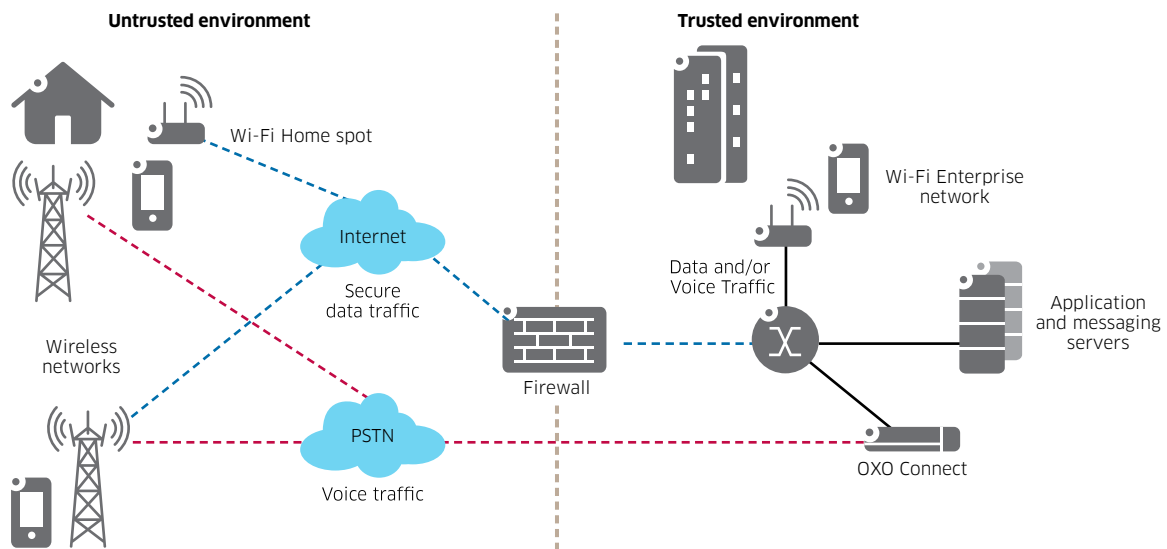 Untrusted environment
Trusted environment
Wi-Fi Home spot
Wi-Fi Enterprise
network
Internet
Data and/or
Voice Traffic
Secure
data traffic
Application
and messaging
servers
Wireless
networks
Firewall
PSTN
OXO Connect
Voice traffic